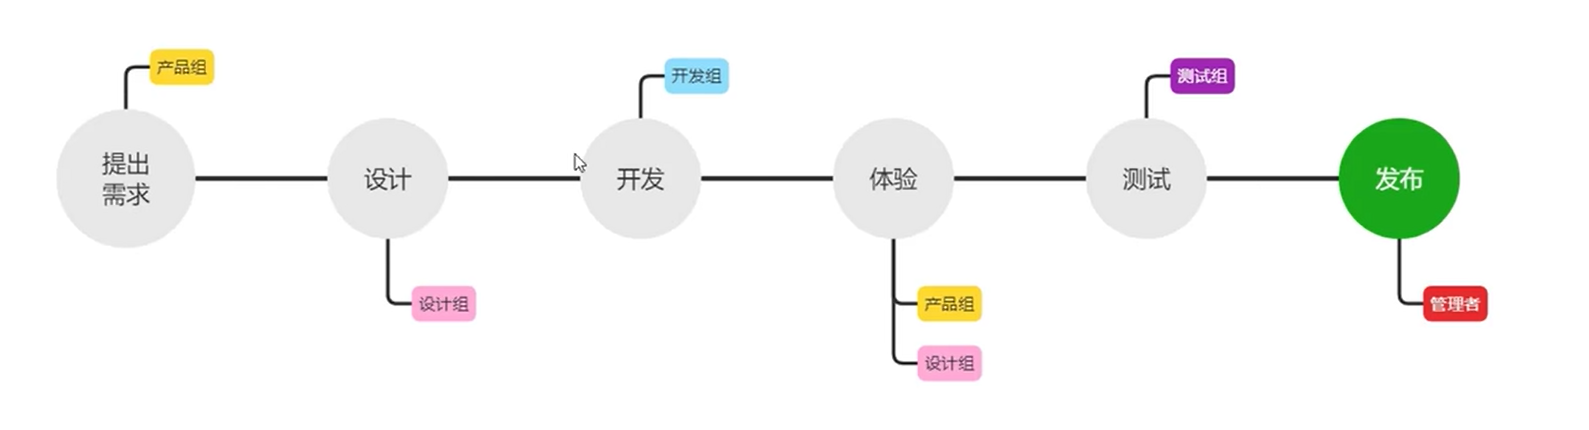 产品组
提出
需求
设计
设计组
开发组
开发
体验
产品组
设计组
测试组
测试
发布
管理者